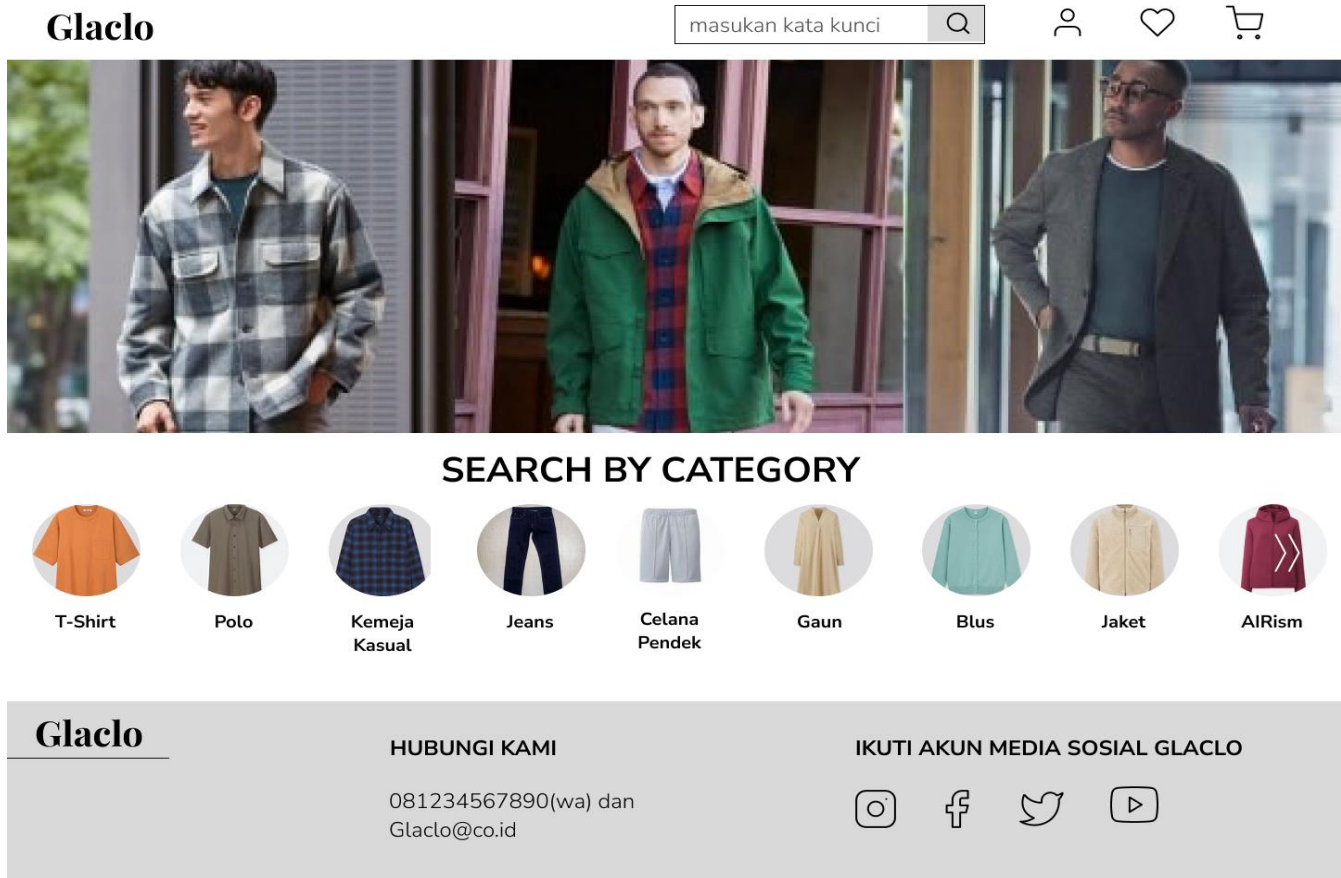 Glaclo
masukan kata kunci
SEARCH BY CATEGORY
T-Shirt
Polo
Kemeja
Kasual
Jeans
Celana
Pendek
Gaun
Blus
Jaket
AIRism
Glaclo
HUBUNGI KAMI
081234567890(wa) dan
Glaclo@co.id
IKUTI AKUN MEDIA SOSIAL GLACLO